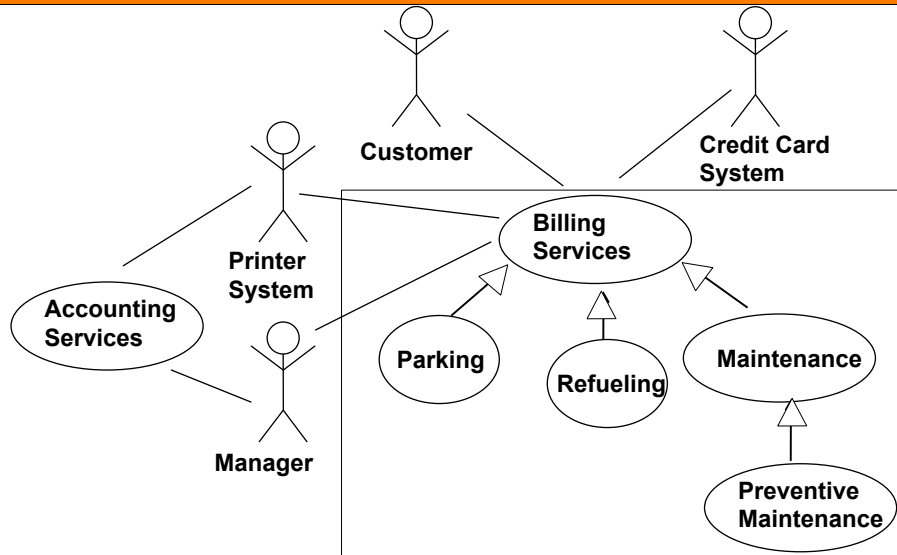 Customer
Credit Card
System
Printer
System
Billing
Services
Accounting
Services
Parking
Refueling
Maintenance
Manager
Preventive
Maintenance